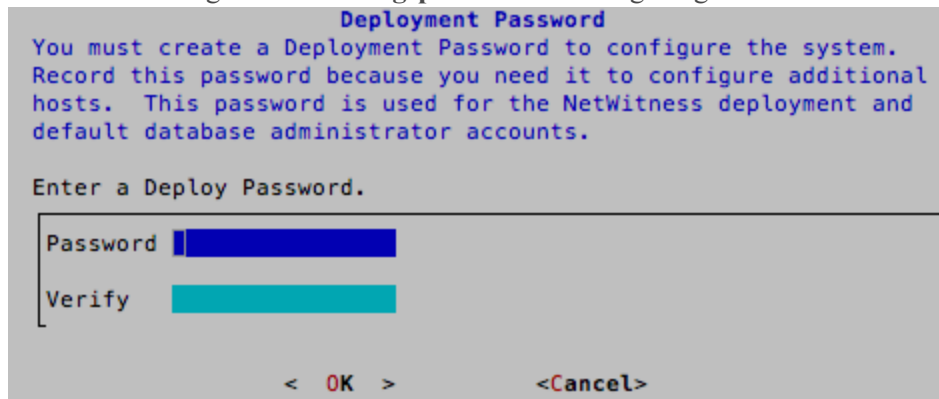 Deployment Password
You must create a Deployment Password to configure the system.
Record this password because you need it to configure additional
hosts.  This password is used for the NetWitness deployment and
default database administrator accounts.
Enter a Deploy Password.
Password
Verify
< OK > <Cancel>